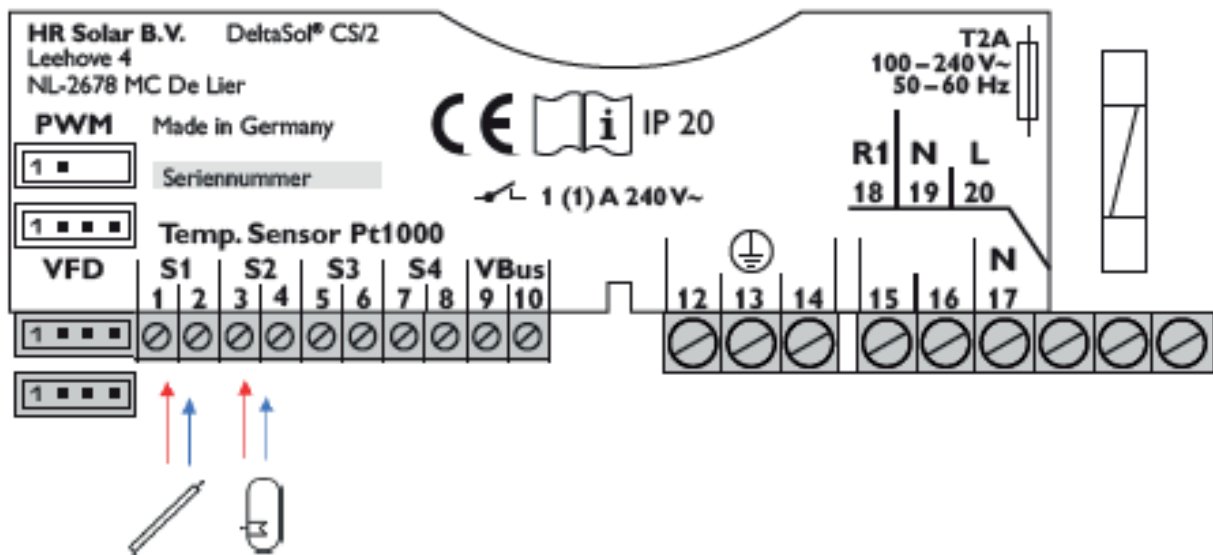 HR Solar B.V. DeltaSol® CS/2
Leehove 4
NL-2678 MC De Lier
T2A
100–240 V~
50–60 Hz
PWM Made in Germany
CE i IP 20
1
Seriennummer
R1 N L
18 19 20
1 (1) A 240 V~
1
Temp. Sensor Pt1000
VFD S1 S2 S3 S4 VBus
N
1 2 3 4 5 6 7 8 9 10 12 13 14 15 16 17
1
1